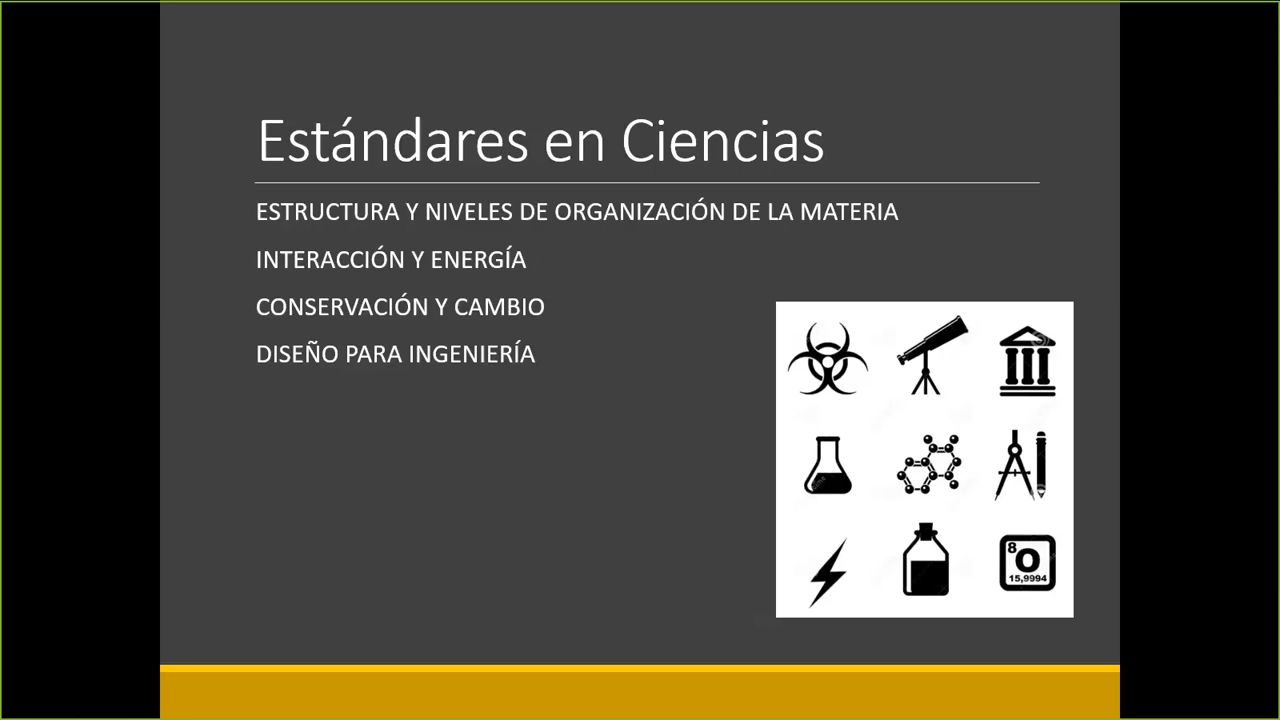 Estándares en Ciencias
ESTRUCTURA Y NIVELES DE ORGANIZACIÓN DE LA MATERIA
INTERACCIÓN Y ENERGÍA
CONSERVACIÓN Y CAMBIO
DISEÑO PARA INGENIERÍA
8
O
15,9994